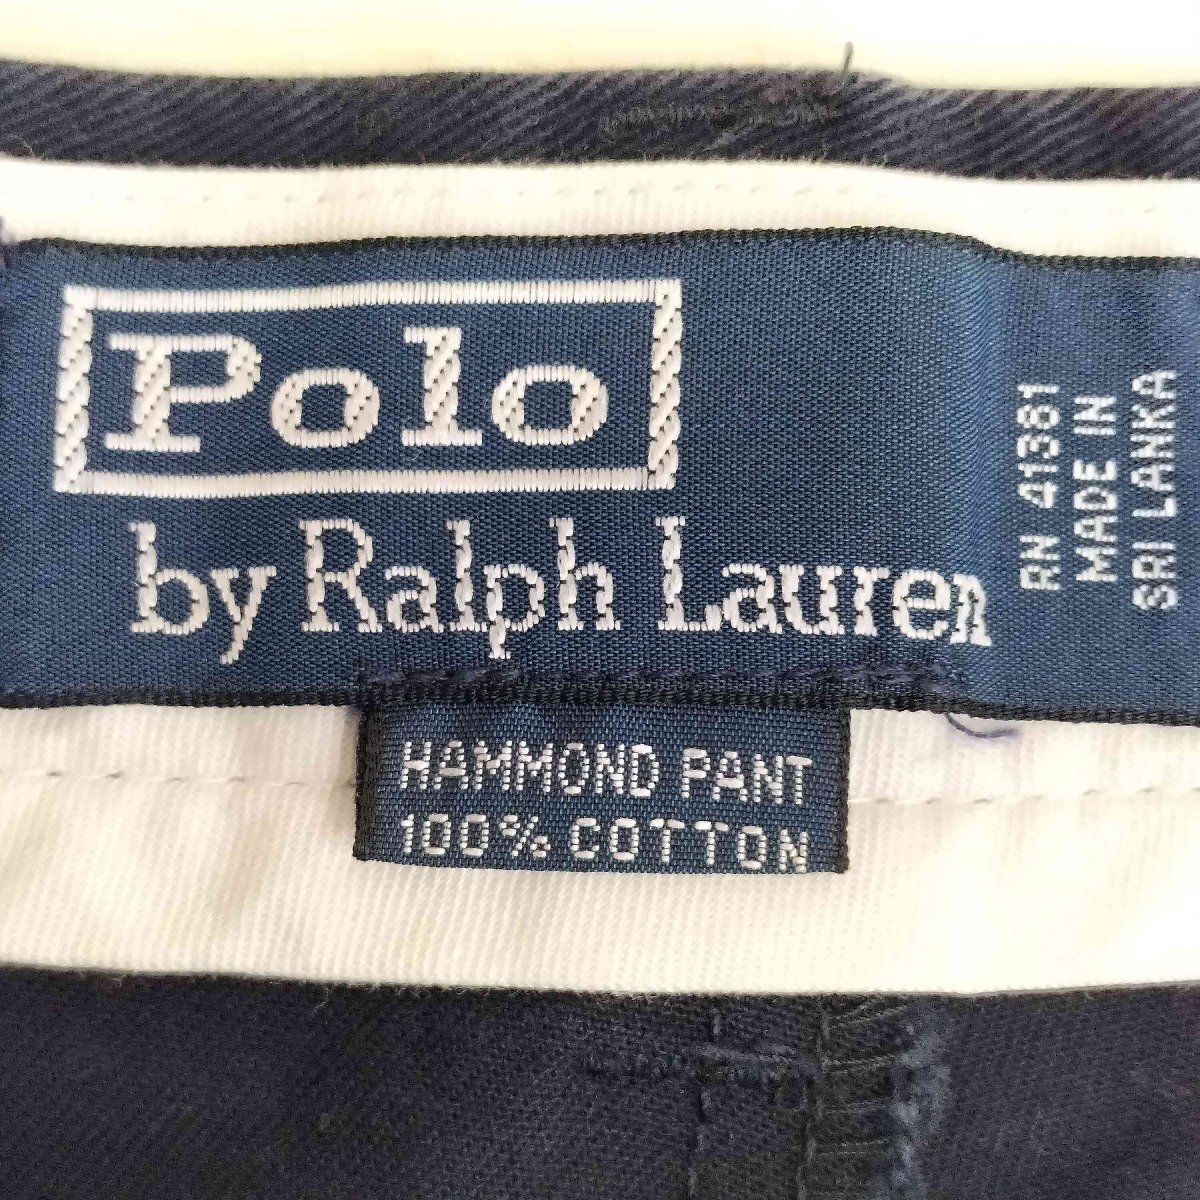 Polo
by Ralph Lauren
RN 41381
MADE IN
SRI LANKA
HAMMOND PANT
100% COTTON